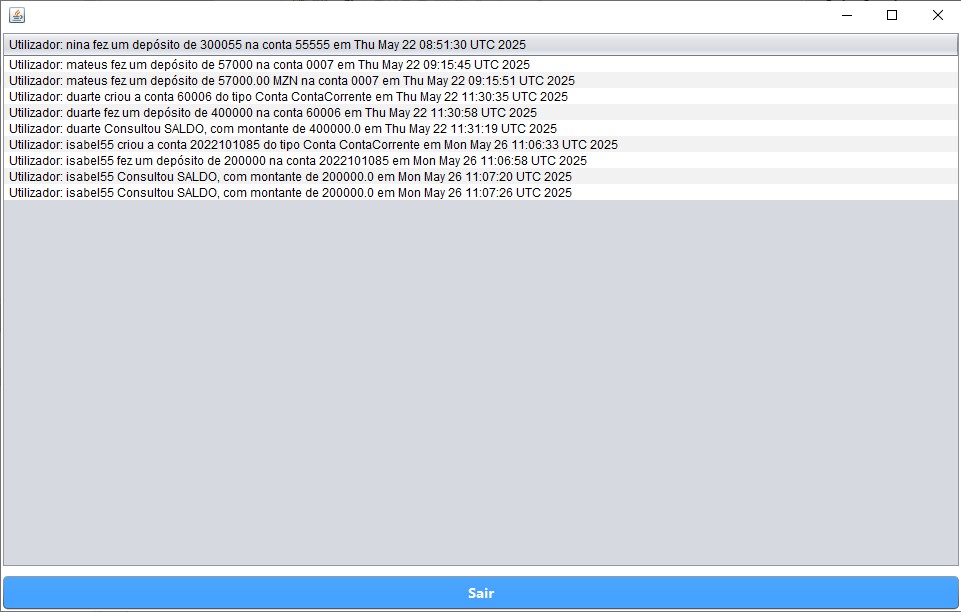 Utilizador: nina fez um depósito de 300055 na conta 55555 em Thu May 22 08:51:30 UTC 2025
Utilizador: mateus fez um depósito de 57000 na conta 0007 em Thu May 22 09:15:45 UTC 2025
Utilizador: mateus fez um depósito de 57000.00 MZN na conta 0007 em Thu May 22 09:15:51 UTC 2025
Utilizador: duarte criou a conta 60006 do tipo Conta ContaCorrente em Thu May 22 11:30:35 UTC 2025
Utilizador: duarte fez um depósito de 400000 na conta 60006 em Thu May 22 11:30:58 UTC 2025
Utilizador: duarte Consultou SALDO, com montante de 400000.0 em Thu May 22 11:31:19 UTC 2025
Utilizador: isabel55 criou a conta 2022101085 do tipo Conta ContaCorrente em Mon May 26 11:06:33 UTC 2025
Utilizador: isabel55 fez um depósito de 200000 na conta 2022101085 em Mon May 26 11:06:58 UTC 2025
Utilizador: isabel55 Consultou SALDO, com montante de 200000.0 em Mon May 26 11:07:20 UTC 2025
Utilizador: isabel55 Consultou SALDO, com montante de 200000.0 em Mon May 26 11:07:26 UTC 2025
Sair